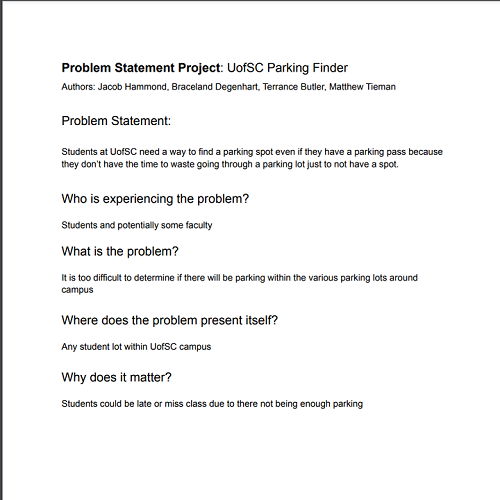 Problem Statement Project: UofSC Parking Finder
Authors: Jacob Hammond, Braceland Degenhart, Terrance Butler, Matthew Tieman
Problem Statement:
Students at UofSC need a way to find a parking spot even if they have a parking pass because
they don't have the time to waste going through a parking lot just to not have a spot.
Who is experiencing the problem?
Students and potentially some faculty
What is the problem?
It is too difficult to determine if there will be parking within the various parking lots around
campus
Where does the problem present itself?
Any student lot within UofSC campus
Why does it matter?
Students could be late or miss class due to there not being enough parking